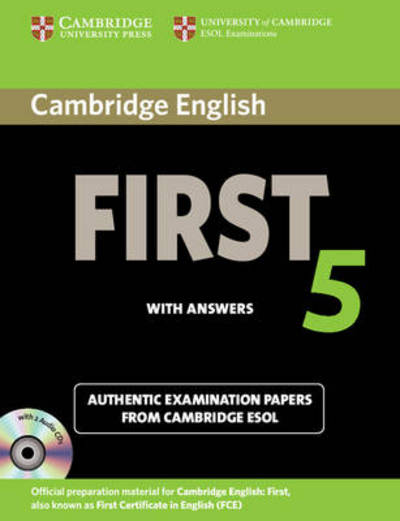 CAMBRIDGE
UNIVERSITY PRESS
UNIVERSITY of CAMBRIDGE
ESOL Examinations
Cambridge English
FIRST
5
WITH ANSWERS
AUTHENTIC EXAMINATION PAPERS
FROM CAMBRIDGE ESOL
with 2 Audio CDs
Official preparation material for Cambridge English: First,
also known as First Certificate in English (FCE)